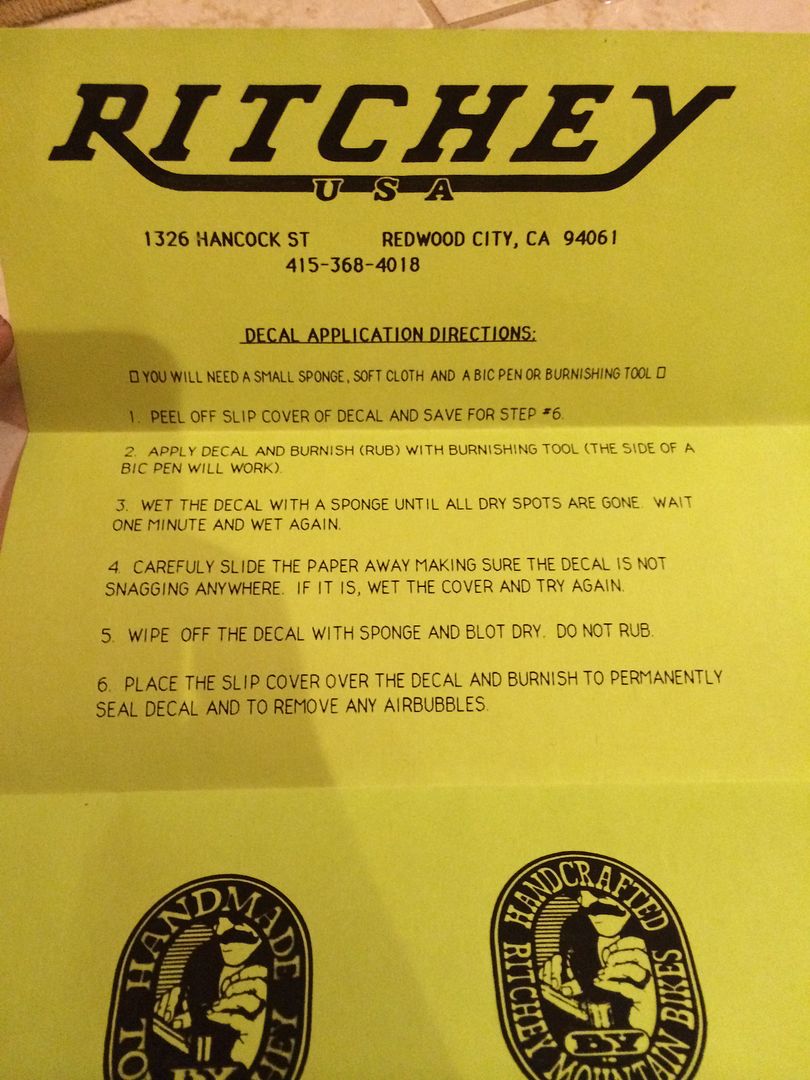 RITCHEY
USA
1326 HANCOCK ST REDWOOD CITY, CA 94061
415-368-4018
DECAL APPLICATION DIRECTIONS:
▯ YOU WILL NEED A SMALL SPONGE, SOFT CLOTH AND A BIC PEN OR BURNISHING TOOL ▯
1. PEEL OFF SLIP COVER OF DECAL AND SAVE FOR STEP #6.
2. APPLY DECAL AND BURNISH (RUB) WITH BURNISHING TOOL (THE SIDE OF A
BIC PEN WILL WORK).
3. WET THE DECAL WITH A SPONGE UNTIL ALL DRY SPOTS ARE GONE. WAIT
ONE MINUTE AND WET AGAIN.
4. CAREFULY SLIDE THE PAPER AWAY MAKING SURE THE DECAL IS NOT
SNAGGING ANYWHERE. IF IT IS, WET THE COVER AND TRY AGAIN.
5. WIPE OFF THE DECAL WITH SPONGE AND BLOT DRY. DO NOT RUB.
6. PLACE THE SLIP COVER OVER THE DECAL AND BURNISH TO PERMANENTLY
SEAL DECAL AND TO REMOVE ANY AIRBUBBLES.
HANDMADE
BY
HANDCRAFTED
BY
RITCHEY MOUNTAIN BIKES